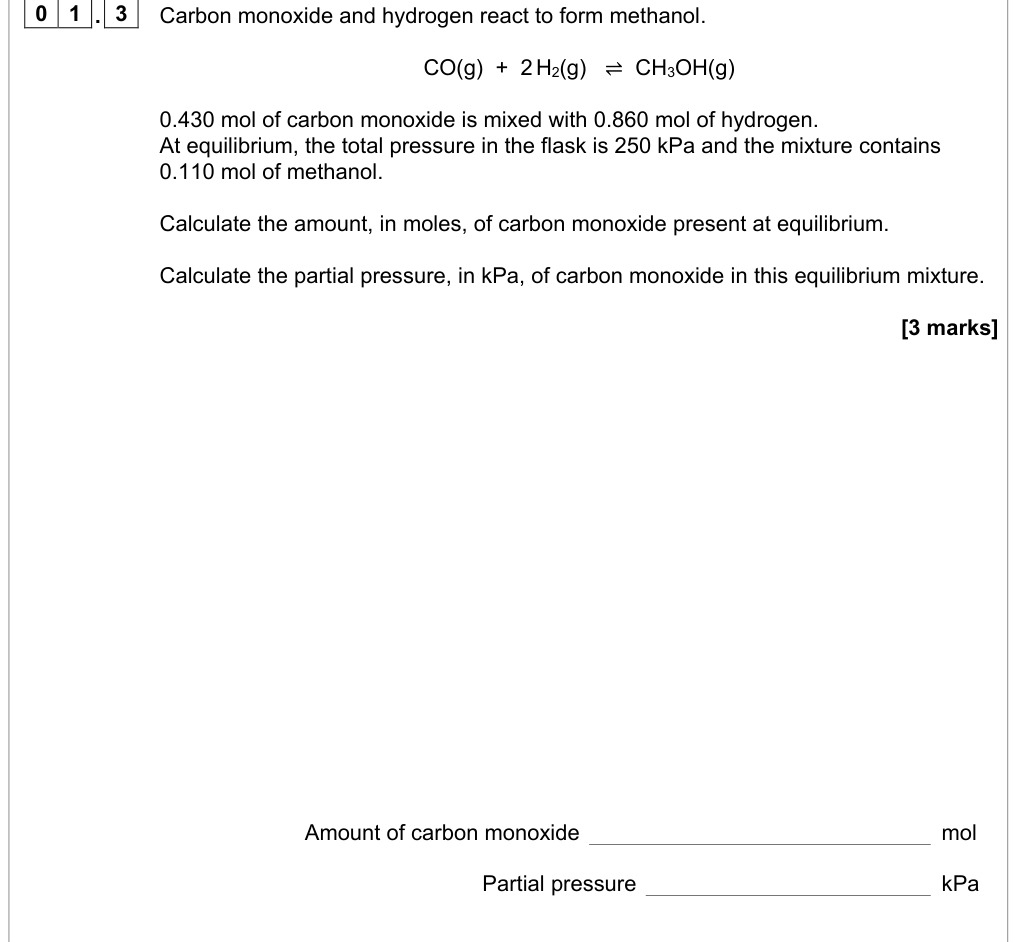 0 1 . 3 Carbon monoxide and hydrogen react to form methanol.
CO(g) + 2 H₂(g) ⇌ CH₃OH(g)
0.430 mol of carbon monoxide is mixed with 0.860 mol of hydrogen.
At equilibrium, the total pressure in the flask is 250 kPa and the mixture contains
0.110 mol of methanol.
Calculate the amount, in moles, of carbon monoxide present at equilibrium.
Calculate the partial pressure, in kPa, of carbon monoxide in this equilibrium mixture.
[3 marks]
Amount of carbon monoxide mol
Partial pressure kPa